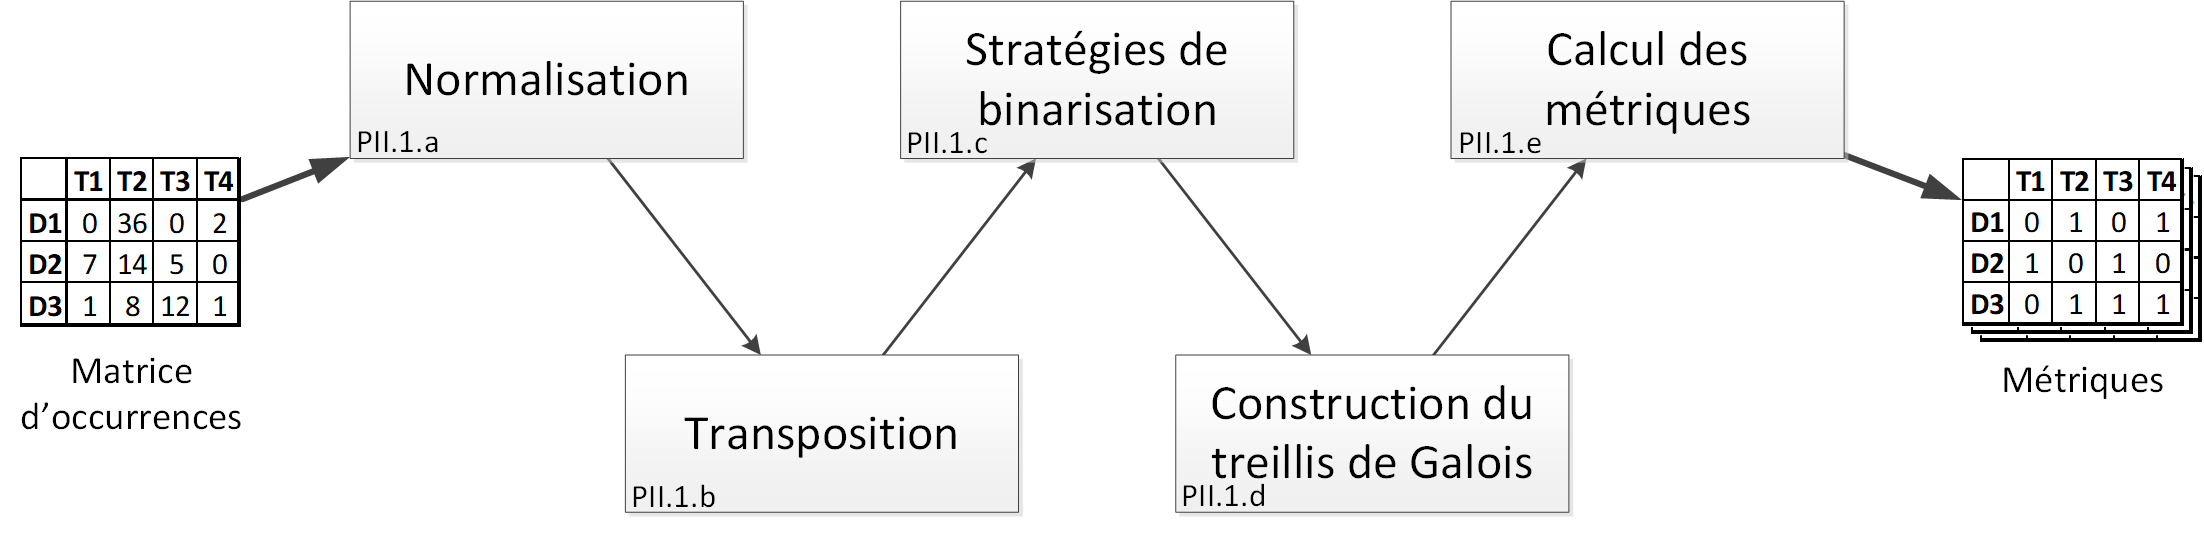 Normalisation
PII.1.a
Stratégies de
binarisation
PII.1.c
Calcul des
métriques
PII.1.e
T1 T2 T3 T4
D1 0 36 0 2
D2 7 14 5 0
D3 1 8 12 1
Matrice
d’occurrences
Transposition
PII.1.b
Construction du
treillis de Galois
PII.1.d
T1 T2 T3 T4
D1 0 1 0 1
D2 1 0 1 0
D3 0 1 1 1
Métriques